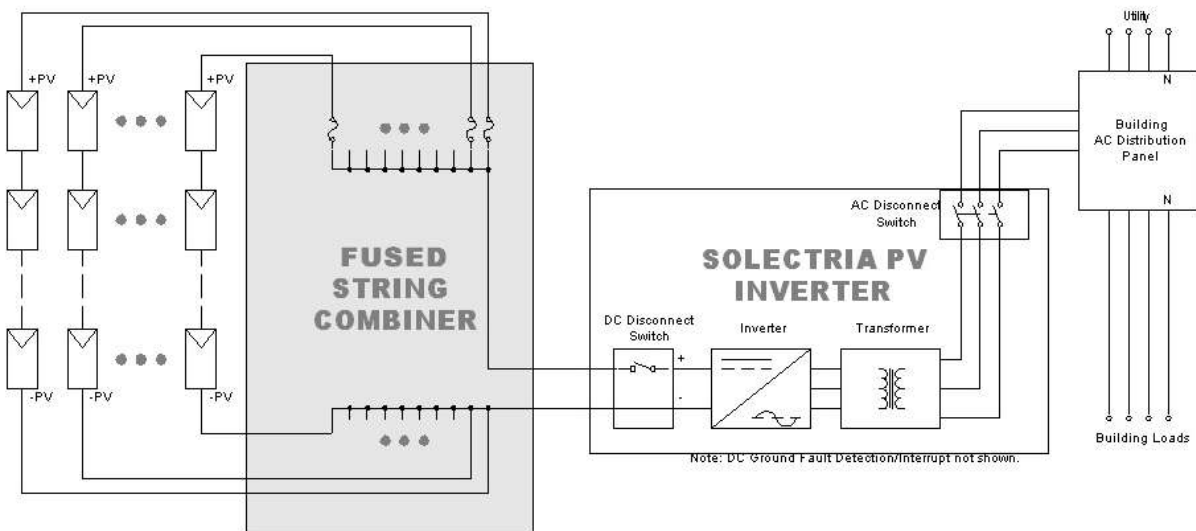 Utility
+PV
+PV
+PV
N
Building
AC Distribution
Panel
N
AC Disconnect
Switch
FUSED
STRING
COMBINER
SOLECTRIA PV
INVERTER
DC Disconnect
Switch
Inverter
Transformer
+
-
-PV
-PV
-PV
Building Loads
Note: DC Ground Fault Detection/Interrupt not shown.